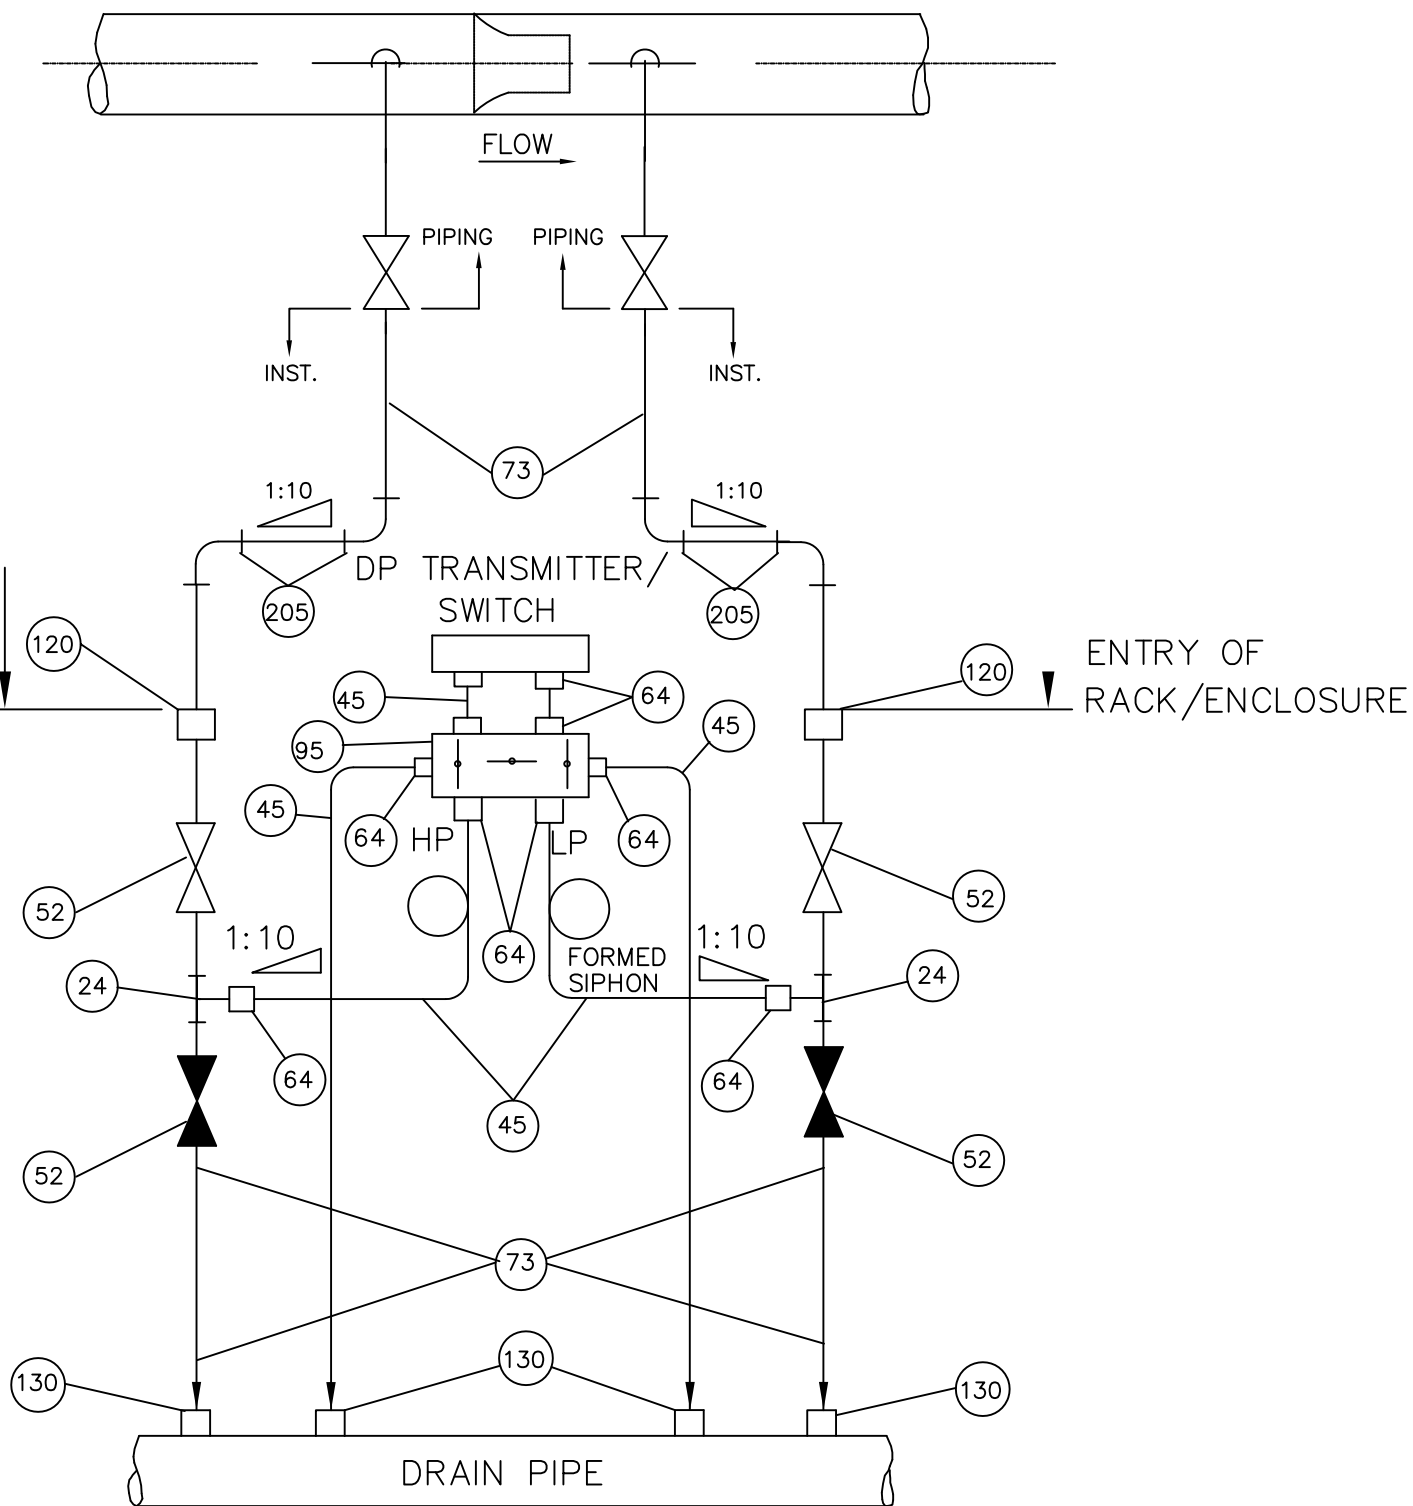 FLOW
PIPING PIPING
INST. INST.
73
1:10 1:10
DP TRANSMITTER/
SWITCH
205 205
120 120
ENTRY OF
RACK/ENCLOSURE
45 64
95 45
45
64 HP LP 64
52 52
1:10 1:10
64
FORMED
SIPHON
24 24
64 64
45
52 52
73
130 130 130
DRAIN PIPE